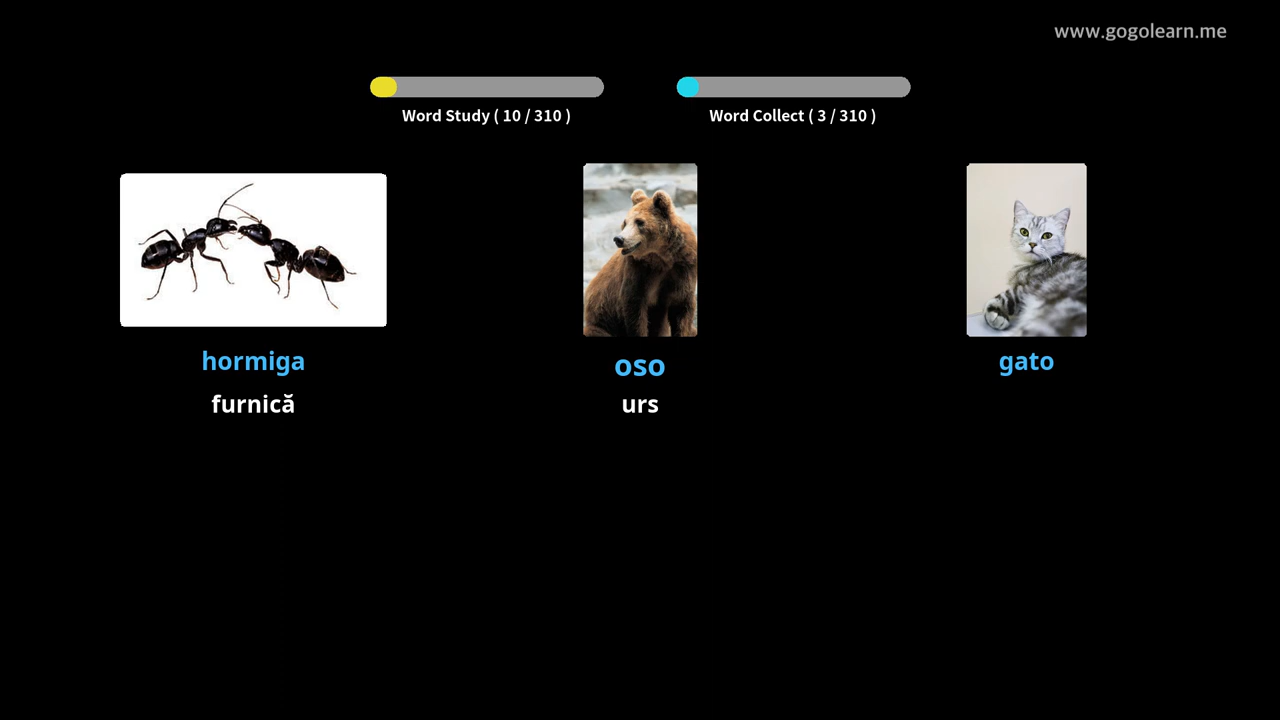 www.gogolearn.me
Word Study ( 10 / 310 )
Word Collect ( 3 / 310 )
hormiga
furnică
oso
urs
gato